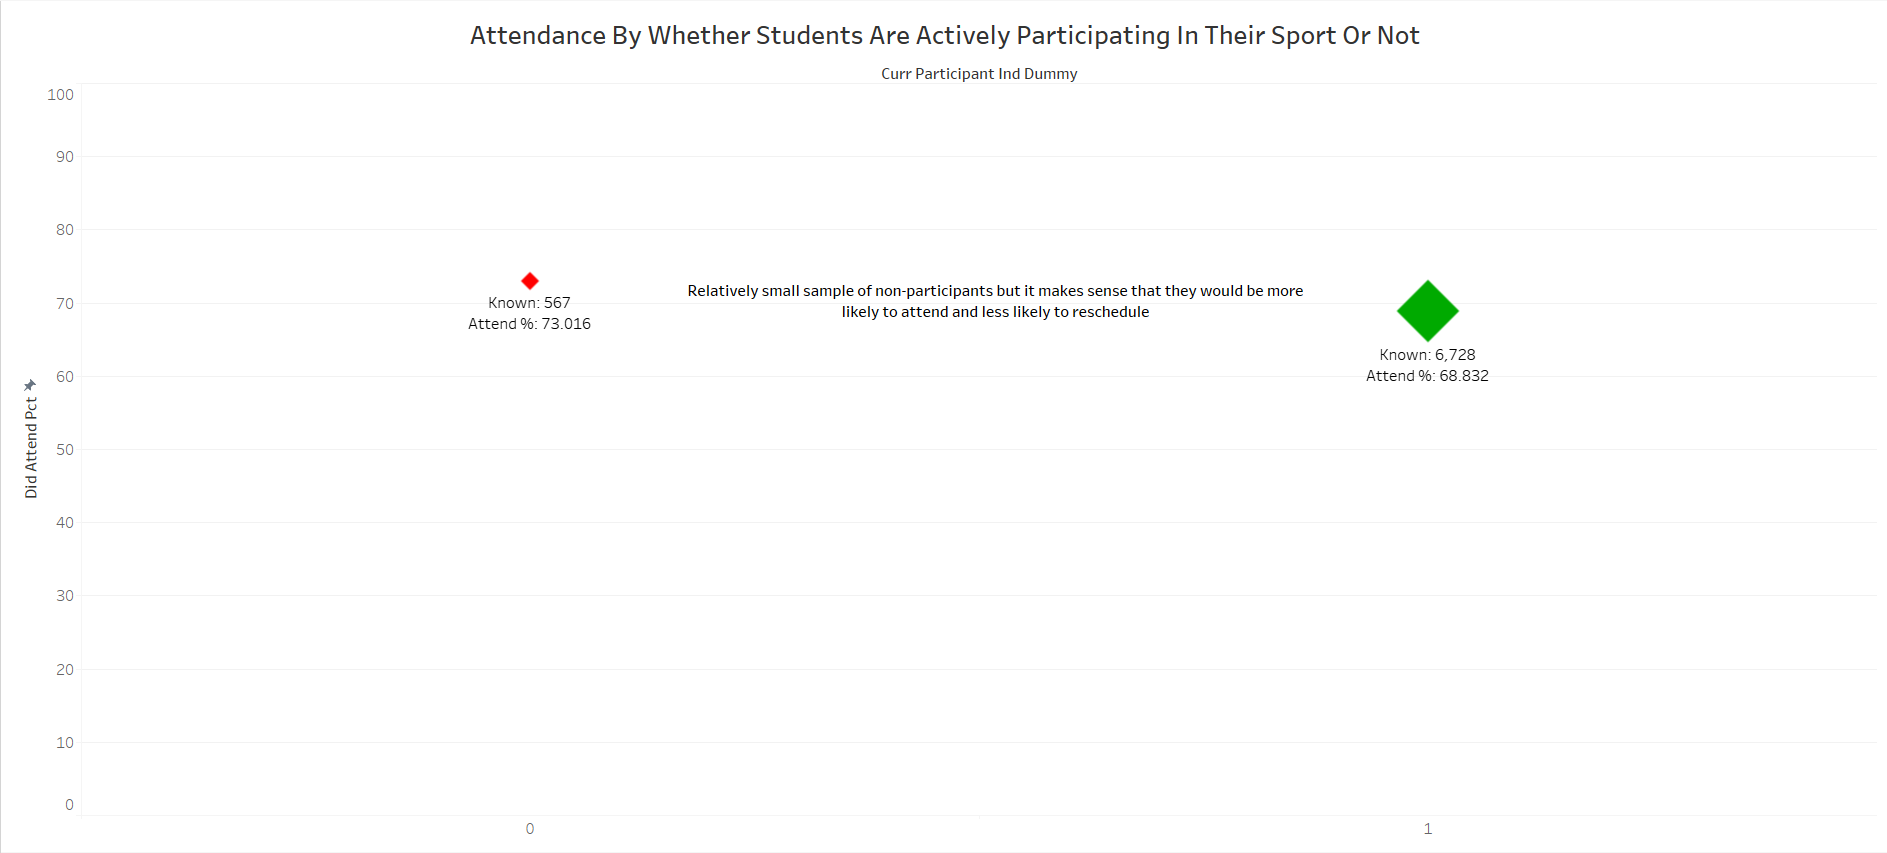 Attendance By Whether Students Are Actively Participating In Their Sport Or Not
Curr Participant Ind Dummy
100
90
80
70
60
50
40
30
20
10
0
Did Attend Pct
Known: 567
Attend %: 73.016
Relatively small sample of non-participants but it makes sense that they would be more
likely to attend and less likely to reschedule
Known: 6,728
Attend %: 68.832
0
1